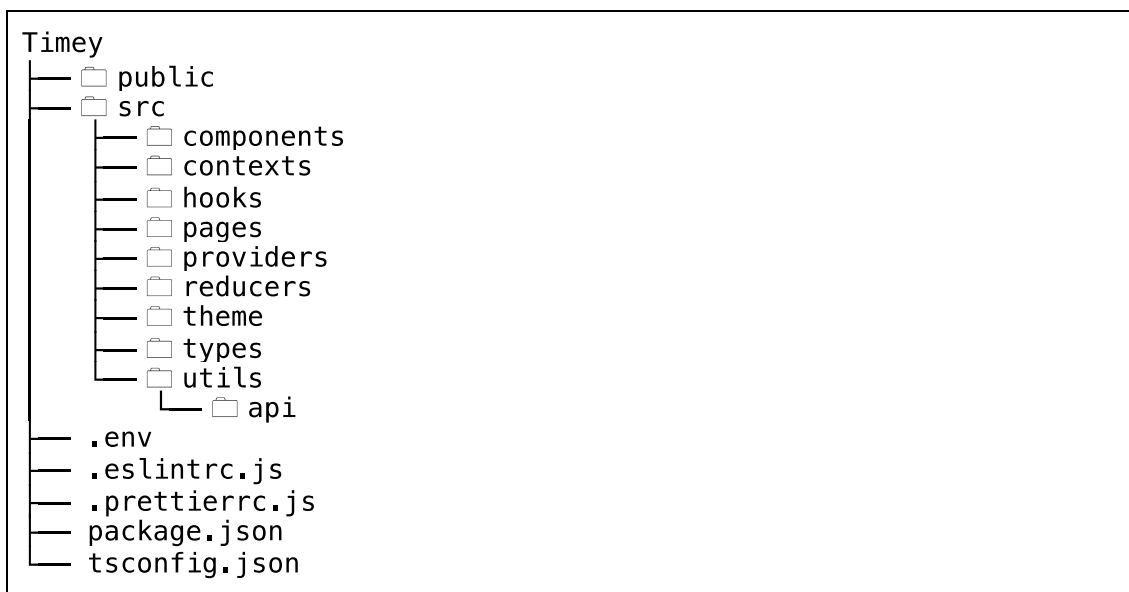 Timey
public
src
components
contexts
hooks
pages
providers
reducers
theme
types
utils
api
.env
.eslintrc.js
.prettierrc.js
package.json
tsconfig.json